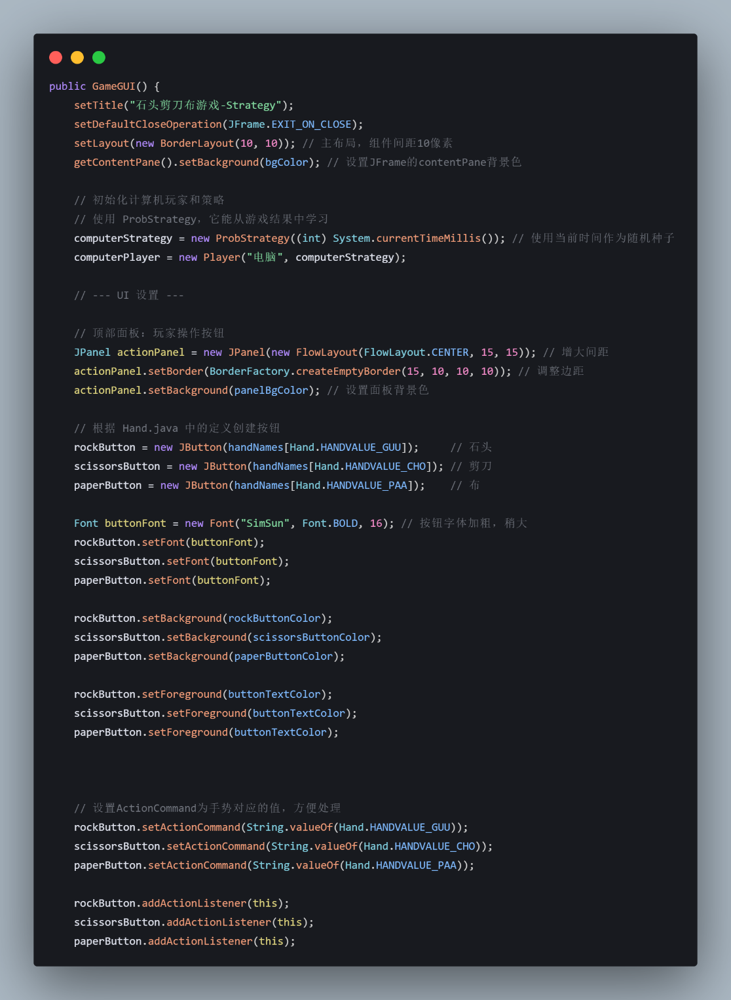 public GameGUI() {
    setTitle("石头剪刀布游戏-Strategy");
    setDefaultCloseOperation(JFrame.EXIT_ON_CLOSE);
    setLayout(new BorderLayout(10, 10)); // 主布局，组件间距10像素
    getContentPane().setBackground(bgColor); // 设置JFrame的contentPane背景色

    // 初始化计算机玩家和策略
    // 使用 ProbStrategy，它能从游戏结果中学习
    computerStrategy = new ProbStrategy((int) System.currentTimeMillis()); // 使用当前时间作为随机种子
    computerPlayer = new Player("电脑", computerStrategy);

    // --- UI 设置 ---

    // 顶部面板：玩家操作按钮
    JPanel actionPanel = new JPanel(new FlowLayout(FlowLayout.CENTER, 15, 15)); // 增大间距
    actionPanel.setBorder(BorderFactory.createEmptyBorder(15, 10, 10, 10)); // 调整边距
    actionPanel.setBackground(panelBgColor); // 设置面板背景色

    // 根据 Hand.java 中的定义创建按钮
    rockButton = new JButton(handNames[Hand.HANDVALUE_GUU]);     // 石头
    scissorsButton = new JButton(handNames[Hand.HANDVALUE_CHO]); // 剪刀
    paperButton = new JButton(handNames[Hand.HANDVALUE_PAA]);    // 布

    Font buttonFont = new Font("SimSun", Font.BOLD, 16); // 按钮字体加粗，稍大
    rockButton.setFont(buttonFont);
    scissorsButton.setFont(buttonFont);
    paperButton.setFont(buttonFont);

    rockButton.setBackground(rockButtonColor);
    scissorsButton.setBackground(scissorsButtonColor);
    paperButton.setBackground(paperButtonColor);

    rockButton.setForeground(buttonTextColor);
    scissorsButton.setForeground(buttonTextColor);
    paperButton.setForeground(buttonTextColor);

    // 设置ActionCommand为手势对应的值，方便处理
    rockButton.setActionCommand(String.valueOf(Hand.HANDVALUE_GUU));
    scissorsButton.setActionCommand(String.valueOf(Hand.HANDVALUE_CHO));
    paperButton.setActionCommand(String.valueOf(Hand.HANDVALUE_PAA));

    rockButton.addActionListener(this);
    scissorsButton.addActionListener(this);
    paperButton.addActionListener(this);